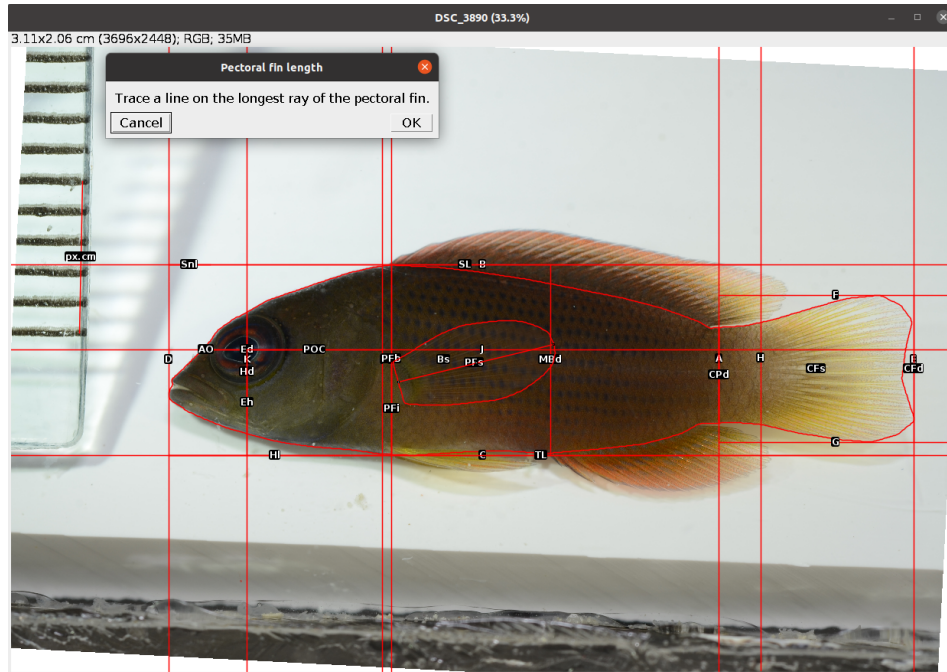 DSC_3890 (33.3%)
3.11x2.06 cm (3696x2448); RGB; 35MB
Pectoral fin length
Trace a line on the longest ray of the pectoral fin.
Cancel OK
px.cm
Snl SL B
F
AO Ed POC J
D K PFb Bs PFs MBd A H E
Hd CPd CFs CFd
Eh PFi
G
Hl C TL